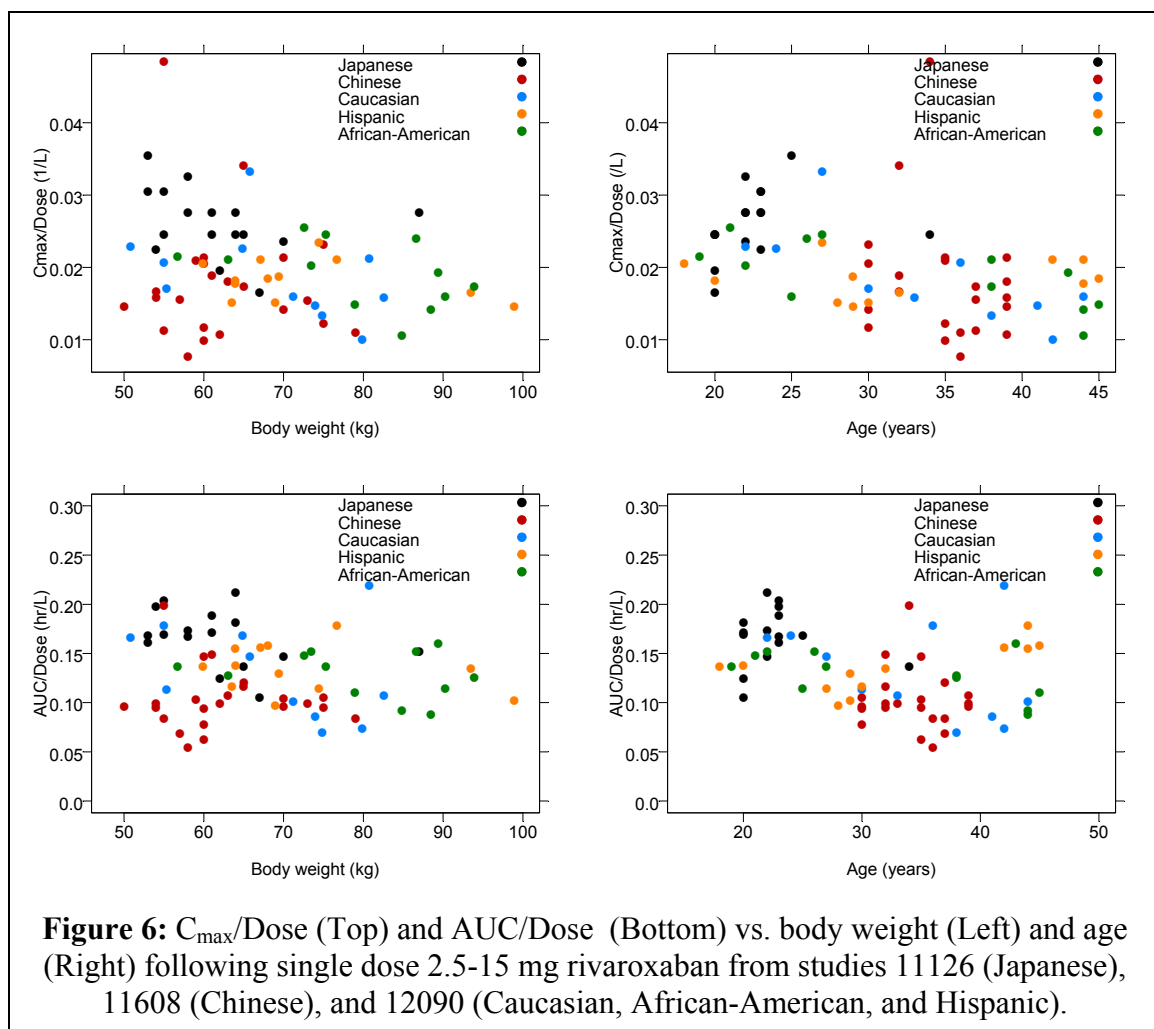 Japanese
Chinese
Caucasian
Hispanic
African-American
0.04
0.03
0.02
0.01
Cmax/Dose (1/L)
50 60 70 80 90 100
Body weight (kg)
Japanese
Chinese
Caucasian
Hispanic
African-American
0.04
0.03
0.02
0.01
Cmax/Dose (/L)
20 25 30 35 40 45
Age (years)
Japanese
Chinese
Caucasian
Hispanic
African-American
0.30
0.25
0.20
0.15
0.10
0.05
0.0
AUC/Dose (hr/L)
50 60 70 80 90 100
Body weight (kg)
Japanese
Chinese
Caucasian
Hispanic
African-American
0.30
0.25
0.20
0.15
0.10
0.05
0.0
AUC/Dose (hr/L)
20 30 40 50
Age (years)
Figure 6: Cmax/Dose (Top) and AUC/Dose (Bottom) vs. body weight (Left) and age
(Right) following single dose 2.5-15 mg rivaroxaban from studies 11126 (Japanese),
11608 (Chinese), and 12090 (Caucasian, African-American, and Hispanic).